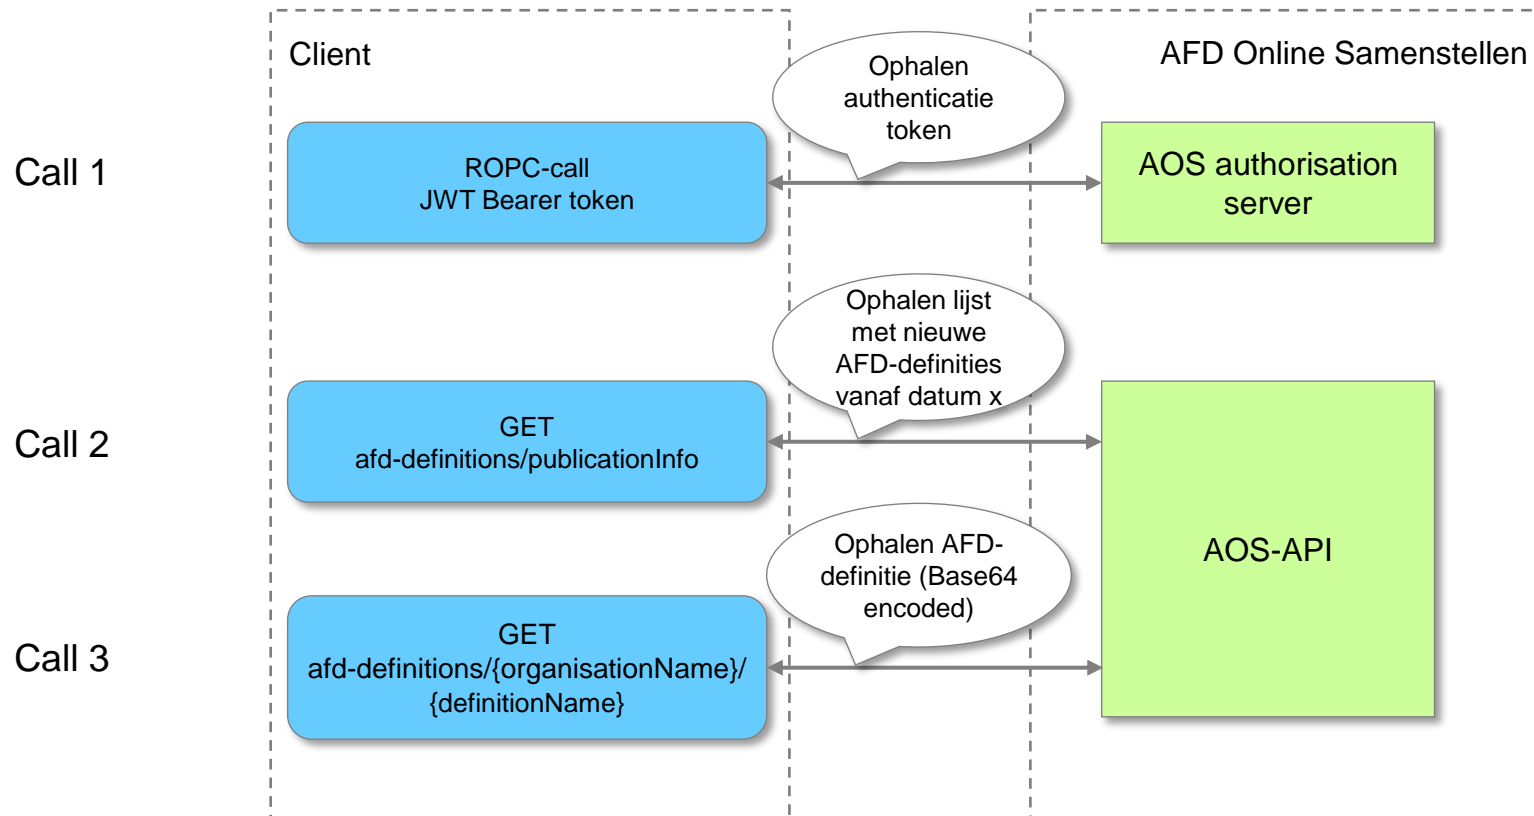 Client
AFD Online Samenstellen
Ophalen
authenticatie
token
Call 1
ROPC-call
JWT Bearer token
AOS authorisation
server
Ophalen lijst
met nieuwe
AFD-definities
vanaf datum x
Call 2
GET
afd-definitions/publicationInfo
AOS-API
Ophalen AFD-
definitie (Base64
encoded)
Call 3
GET
afd-definitions/{organisationName}/
{definitionName}